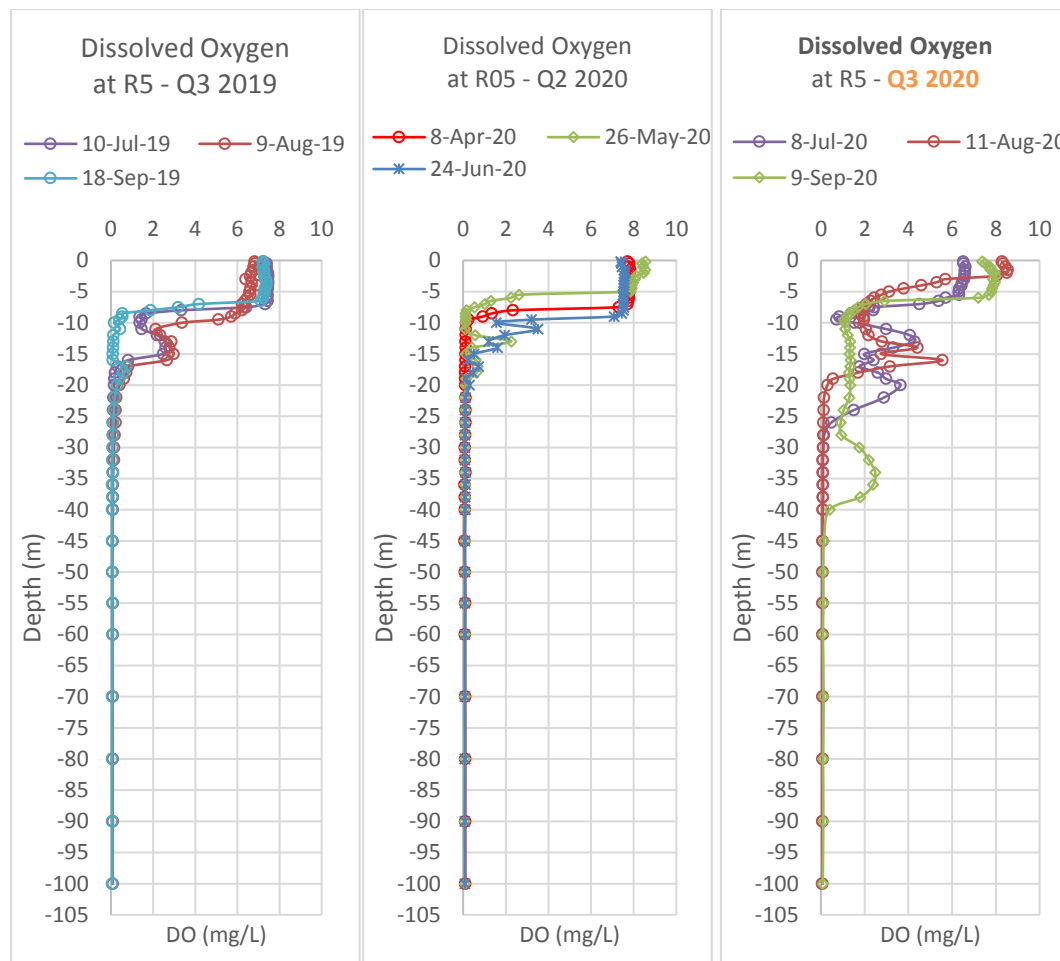 Dissolved Oxygen
at R5 - Q3 2019
10-Jul-19
9-Aug-19
18-Sep-19
0 2 4 6 8 10
0
-5
-10
-15
-20
-25
-30
-35
-40
-45
-50
-55
-60
-65
-70
-75
-80
-85
-90
-95
-100
-105
Depth (m)
DO (mg/L)
Dissolved Oxygen
at R05 - Q2 2020
8-Apr-20
26-May-20
24-Jun-20
0 2 4 6 8 10
0
-5
-10
-15
-20
-25
-30
-35
-40
-45
-50
-55
-60
-65
-70
-75
-80
-85
-90
-95
-100
-105
Depth (m)
DO (mg/L)
Dissolved Oxygen
at R5 - Q3 2020
8-Jul-20
11-Aug-20
9-Sep-20
0 2 4 6 8 10
0
-5
-10
-15
-20
-25
-30
-35
-40
-45
-50
-55
-60
-65
-70
-75
-80
-85
-90
-95
-100
-105
Depth (m)
DO (mg/L)